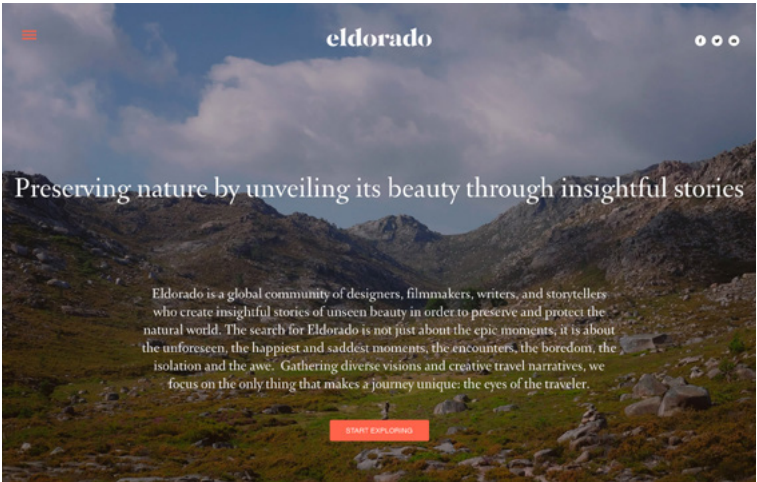 eldorado
Preserving nature by unveiling its beauty through insightful stories
Eldorado is a global community of designers, filmmakers, writers, and storytellers
who create insightful stories of unseen beauty in order to preserve and protect the
natural world. The search for Eldorado is not just about the epic moments, it is about
the unforeseen, the happiest and saddest moments, the encounters, the boredom, the
isolation and the awe.  Gathering diverse visions and creative travel narratives, we
focus on the only thing that makes a journey unique: the eyes of the traveler.
START EXPLORING